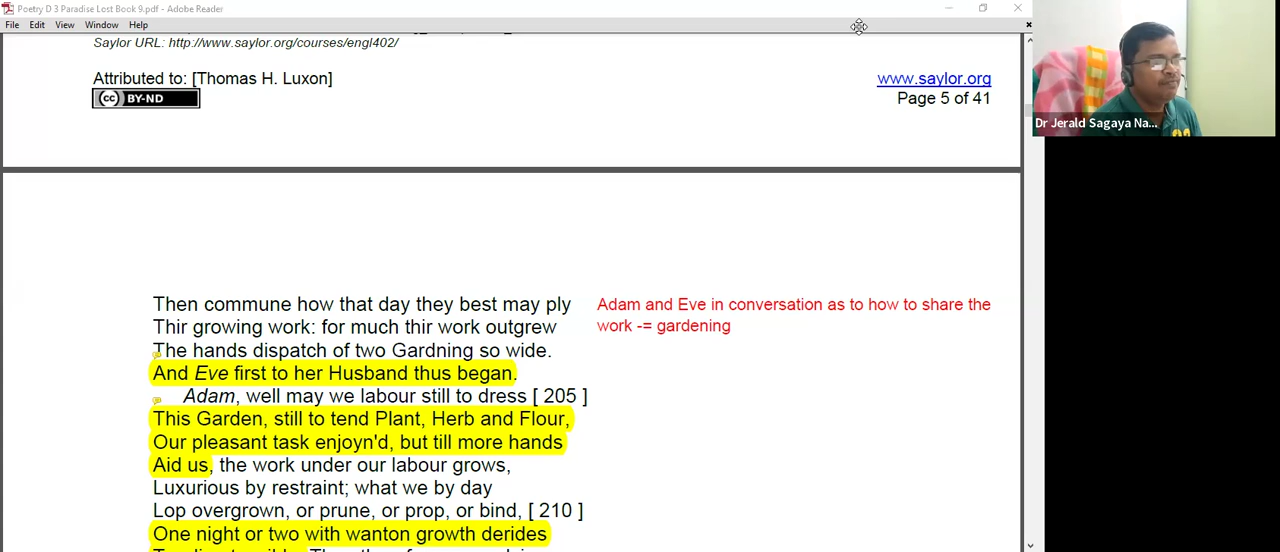 Poetry D 3 Paradise Lost Book 9.pdf - Adobe Reader
File Edit View Window Help
Saylor URL: http://www.saylor.org/courses/engl402/
Attributed to: [Thomas H. Luxon]
www.saylor.org
cc BY-ND
Page 5 of 41
Dr Jerald Sagaya Na...
Then commune how that day they best may ply
Adam and Eve in conversation as to how to share the
Thir growing work: for much thir work outgrew
work -= gardening
The hands dispatch of two Gardning so wide.
And Eve first to her Husband thus began.
Adam, well may we labour still to dress [ 205 ]
This Garden, still to tend Plant, Herb and Flour,
Our pleasant task enjoyn'd, but till more hands
Aid us, the work under our labour grows,
Luxurious by restraint; what we by day
Lop overgrown, or prune, or prop, or bind, [ 210 ]
One night or two with wanton growth derides